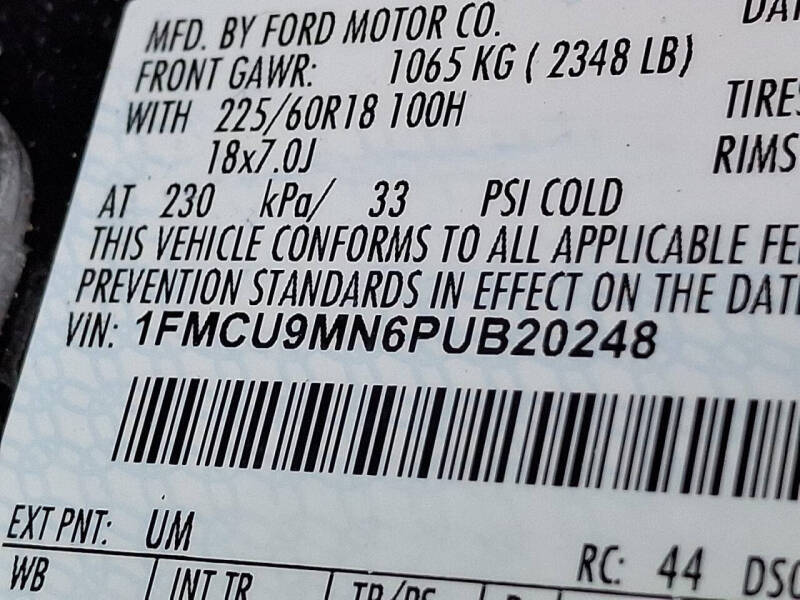 MFD. BY FORD MOTOR CO.
FRONT GAWR: 1065 KG ( 2348 LB)
WITH 225/60R18 100H TIRES
18x7.0J RIMS
AT 230 kPa/ 33 PSI COLD
THIS VEHICLE CONFORMS TO ALL APPLICABLE
PREVENTION STANDARDS IN EFFECT ON THE
VIN: 1FMCU9MN6PUB20248
EXT PNT: UM RC: 44
WB INT TR